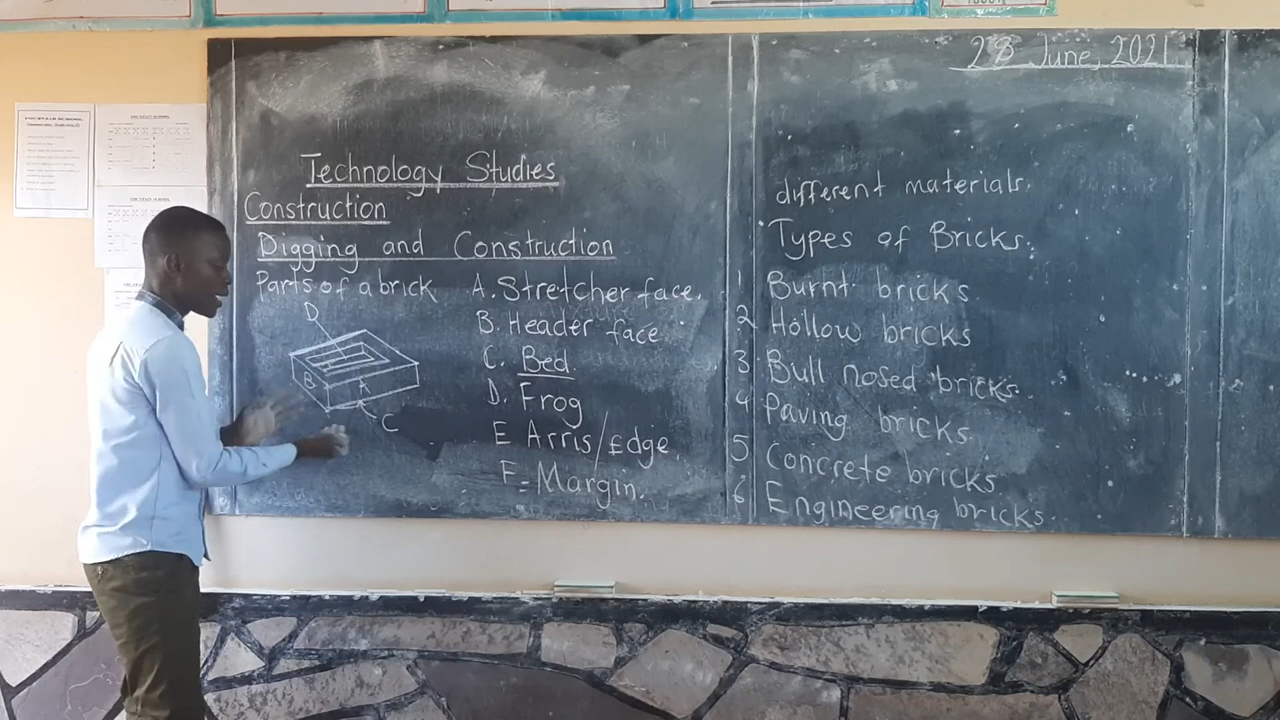 28 June, 2021
Technology Studies
Construction
Digging and Construction
Parts of a brick
D
B
A
C
A. Stretcher face.
B. Header face
C. Bed.
D. Frog
E Arris/Edge.
F- Margin.
different materials.
Types of Bricks.
1 Burnt bricks
2 Hollow bricks
3. Bull nosed bricks.
4 Paving bricks.
5 Concrete bricks
6 Engineering bricks.